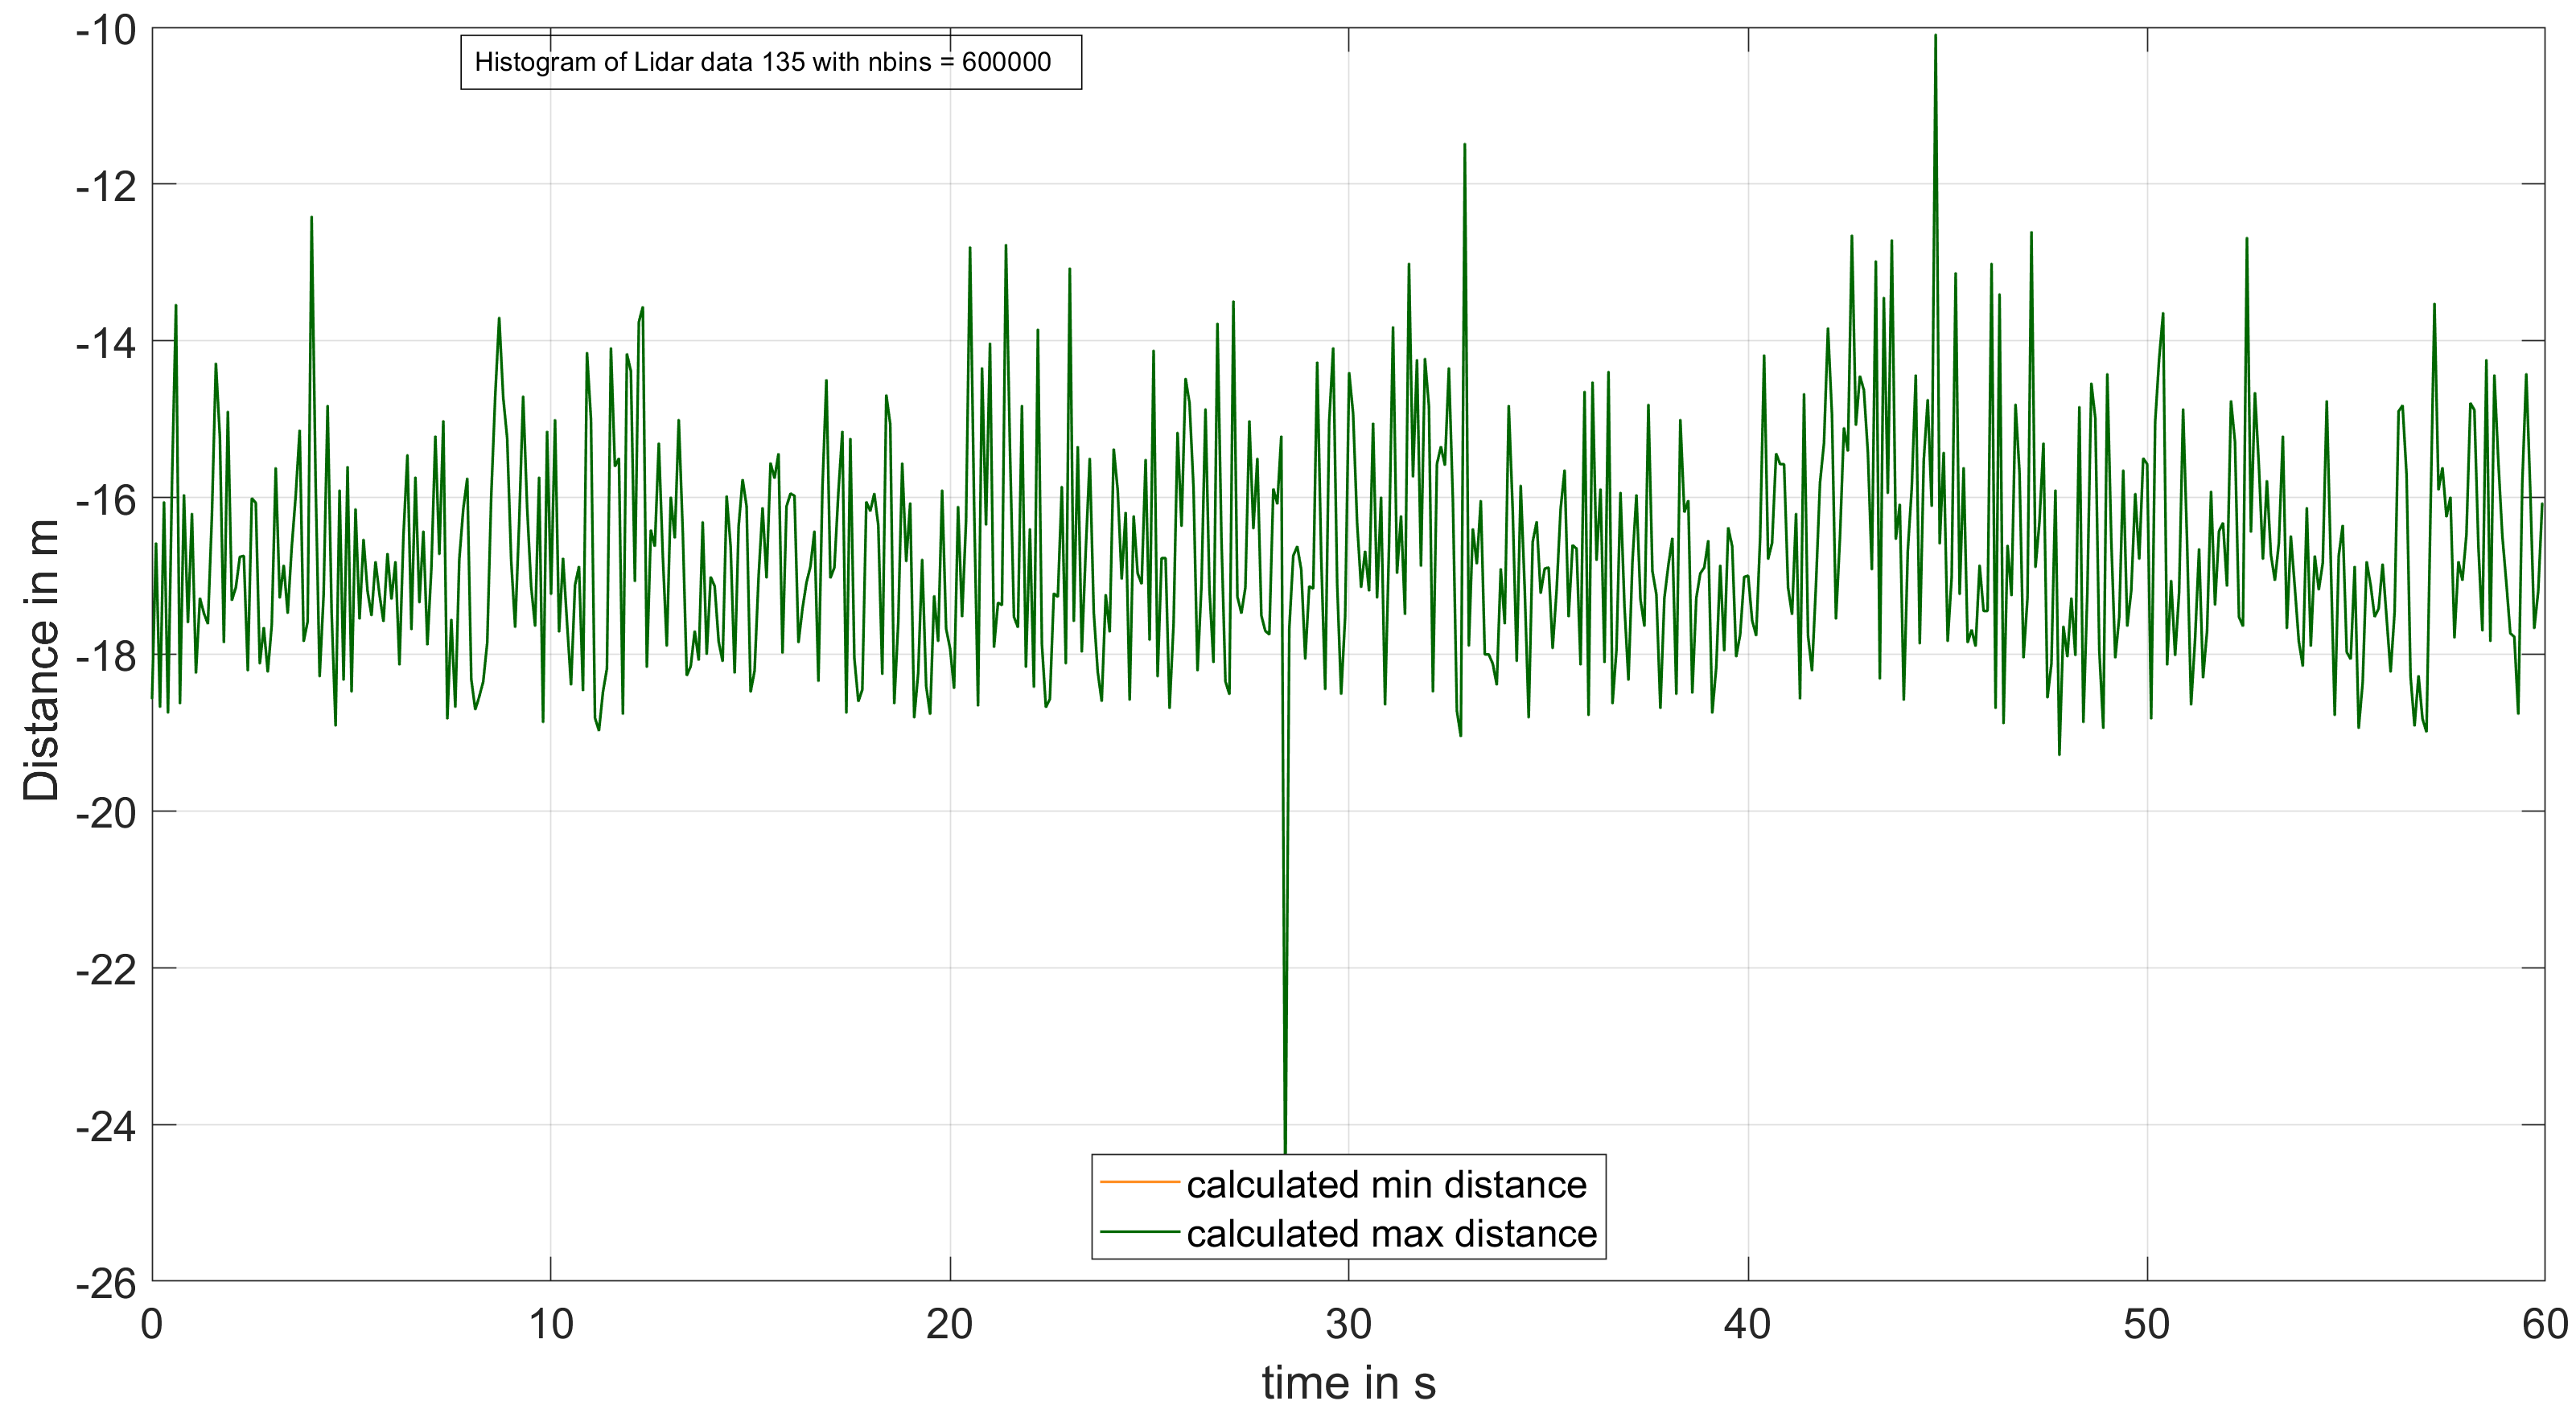 Histogram of Lidar data 135 with nbins = 600000
-10
-12
-14
-16
-18
-20
-22
-24
-26
Distance in m
calculated min distance
calculated max distance
0 10 20 30 40 50 60
time in s